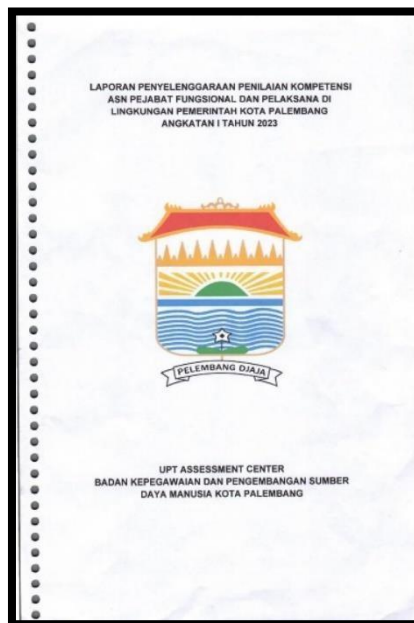 LAPORAN PENYELENGGARAAN PENILAIAN KOMPETENSI
ASN PEJABAT FUNGSIONAL DAN PELAKSANA DI
LINGKUNGAN PEMERINTAH KOTA PALEMBANG
ANGKATAN I TAHUN 2023
PELEMBANG DJAJA
UPT ASSESSMENT CENTER
BADAN KEPEGAWAIAN DAN PENGEMBANGAN SUMBER
DAYA MANUSIA KOTA PALEMBANG